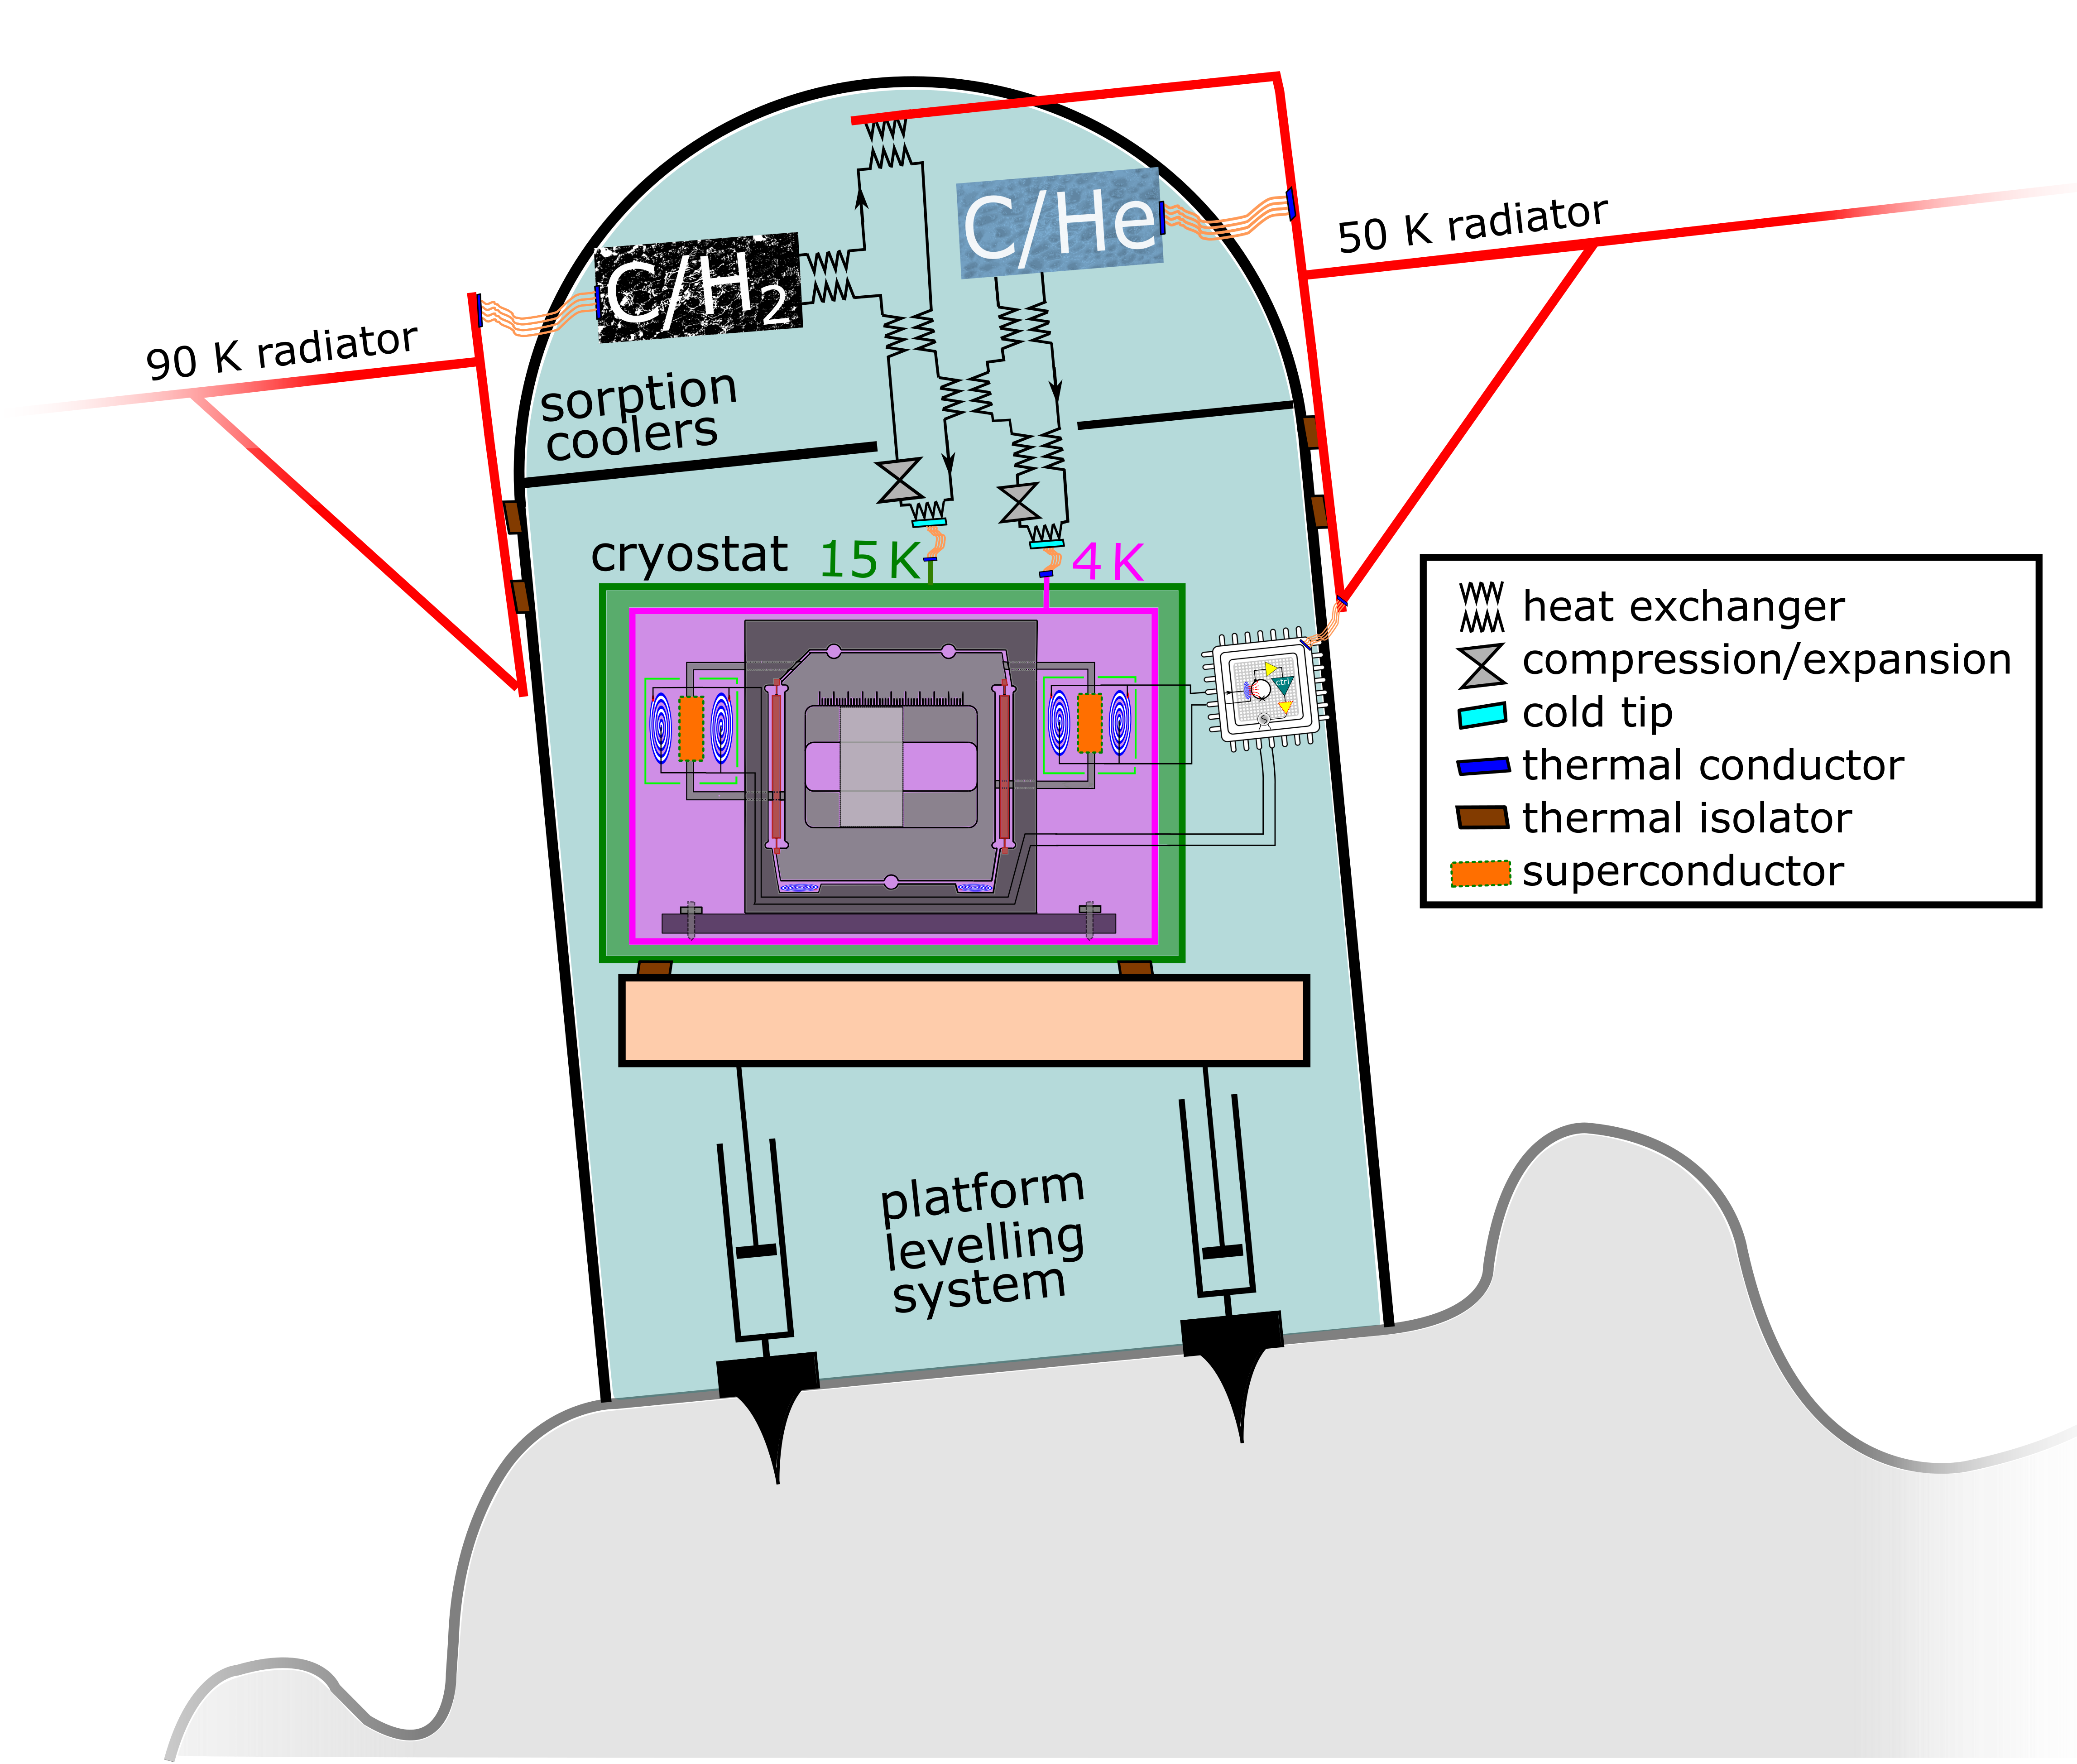 C/He
50 K radiator
C/H2
90 K radiator
sorption
coolers
cryostat
15 K
4 K
heat exchanger
compression/expansion
cold tip
thermal conductor
thermal isolator
superconductor
ctrl
S
platform
levelling
system